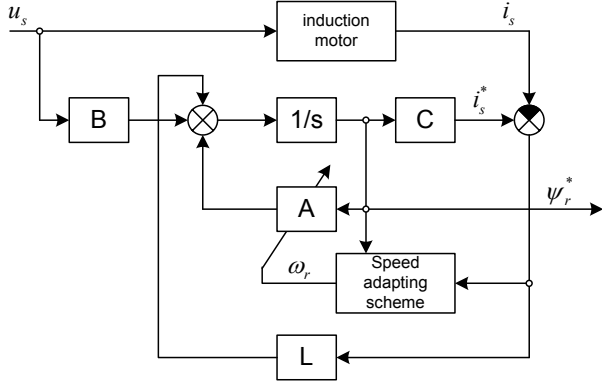 u_s
induction
motor
i_s
B
1/s
C
i_s^*
A
ψ_r^*
ω_r
Speed
adapting
scheme
L